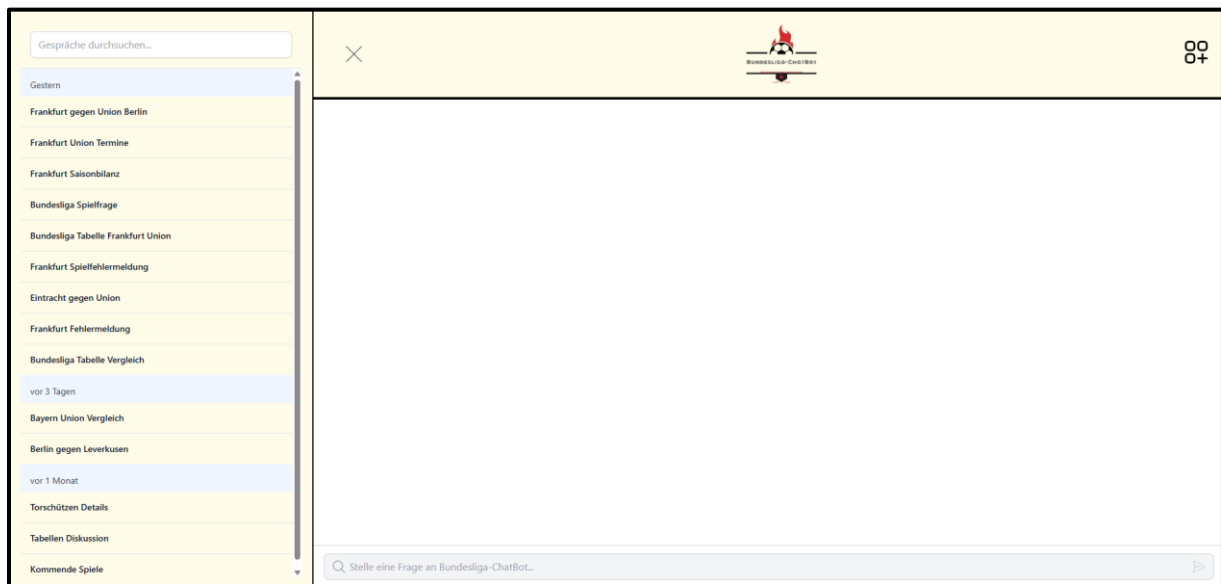 Gespräche durchsuchen...
Gestern
Frankfurt gegen Union Berlin
Frankfurt Union Termine
Frankfurt Saisonbilanz
Bundesliga Spielfrage
Bundesliga Tabelle Frankfurt Union
Frankfurt Spielfehlermeldung
Eintracht gegen Union
Frankfurt Fehlermeldung
Bundesliga Tabelle Vergleich
vor 3 Tagen
Bayern Union Vergleich
Berlin gegen Leverkusen
vor 1 Monat
Torschützen Details
Tabellen Diskussion
Kommende Spiele
Bundesliga-ChatBot
Stelle eine Frage an Bundesliga-ChatBot...